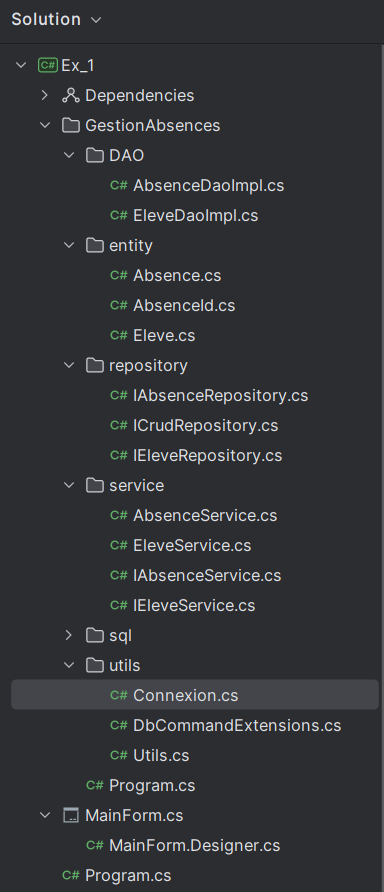 Solution
C# Ex_1
Dependencies
GestionAbsences
DAO
C# AbsenceDaoImpl.cs
C# EleveDaoImpl.cs
entity
C# Absence.cs
C# AbsenceId.cs
C# Eleve.cs
repository
C# IAbsenceRepository.cs
C# ICrudRepository.cs
C# IEleveRepository.cs
service
C# AbsenceService.cs
C# EleveService.cs
C# IAbsenceService.cs
C# IEleveService.cs
sql
utils
C# Connexion.cs
C# DbCommandExtensions.cs
C# Utils.cs
C# Program.cs
MainForm.cs
C# MainForm.Designer.cs
C# Program.cs